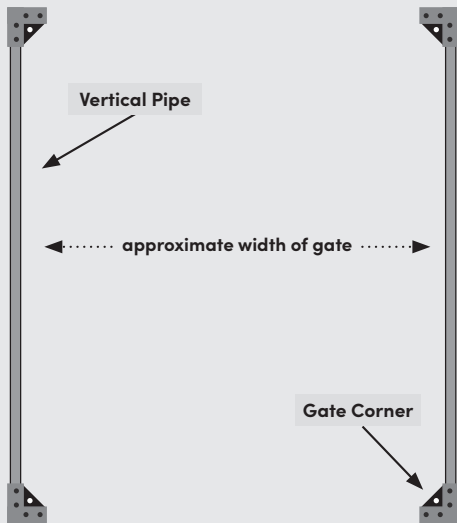 Vertical Pipe
approximate width of gate
Gate Corner